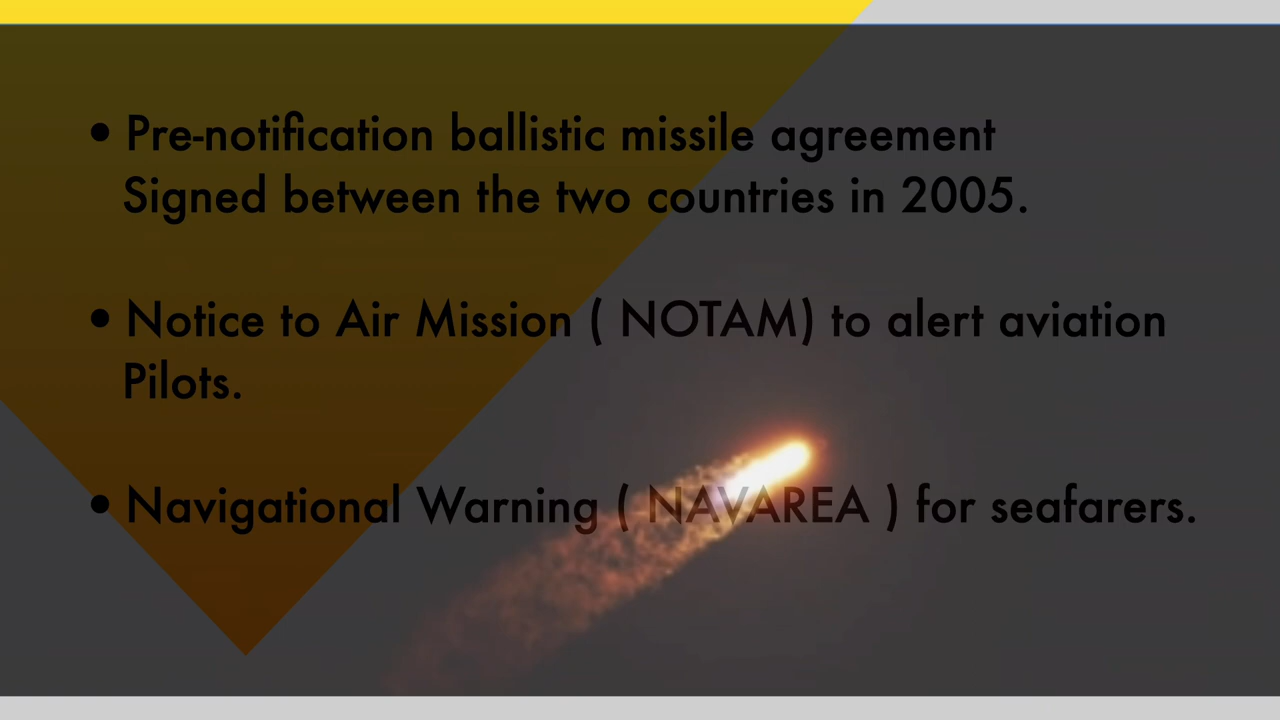 • Pre-notification ballistic missile agreement
Signed between the two countries in 2005.
• Notice to Air Mission ( NOTAM) to alert aviation
Pilots.
• Navigational Warning ( NAVAREA ) for seafarers.